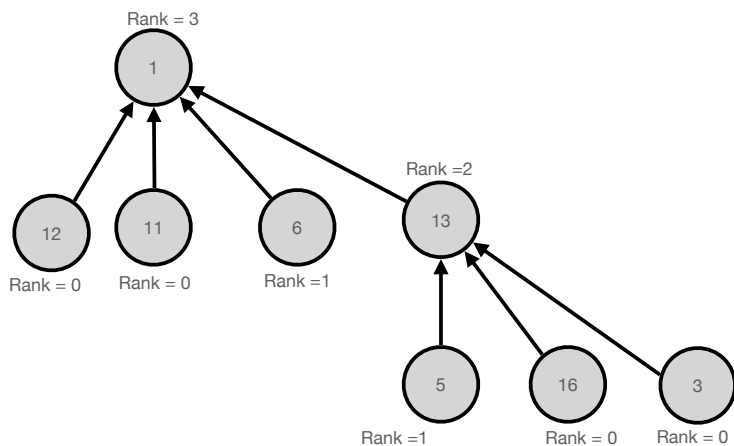 Rank = 3
1
Rank =2
12
11
6
13
Rank = 0
Rank = 0
Rank =1
5
16
3
Rank =1
Rank = 0
Rank = 0